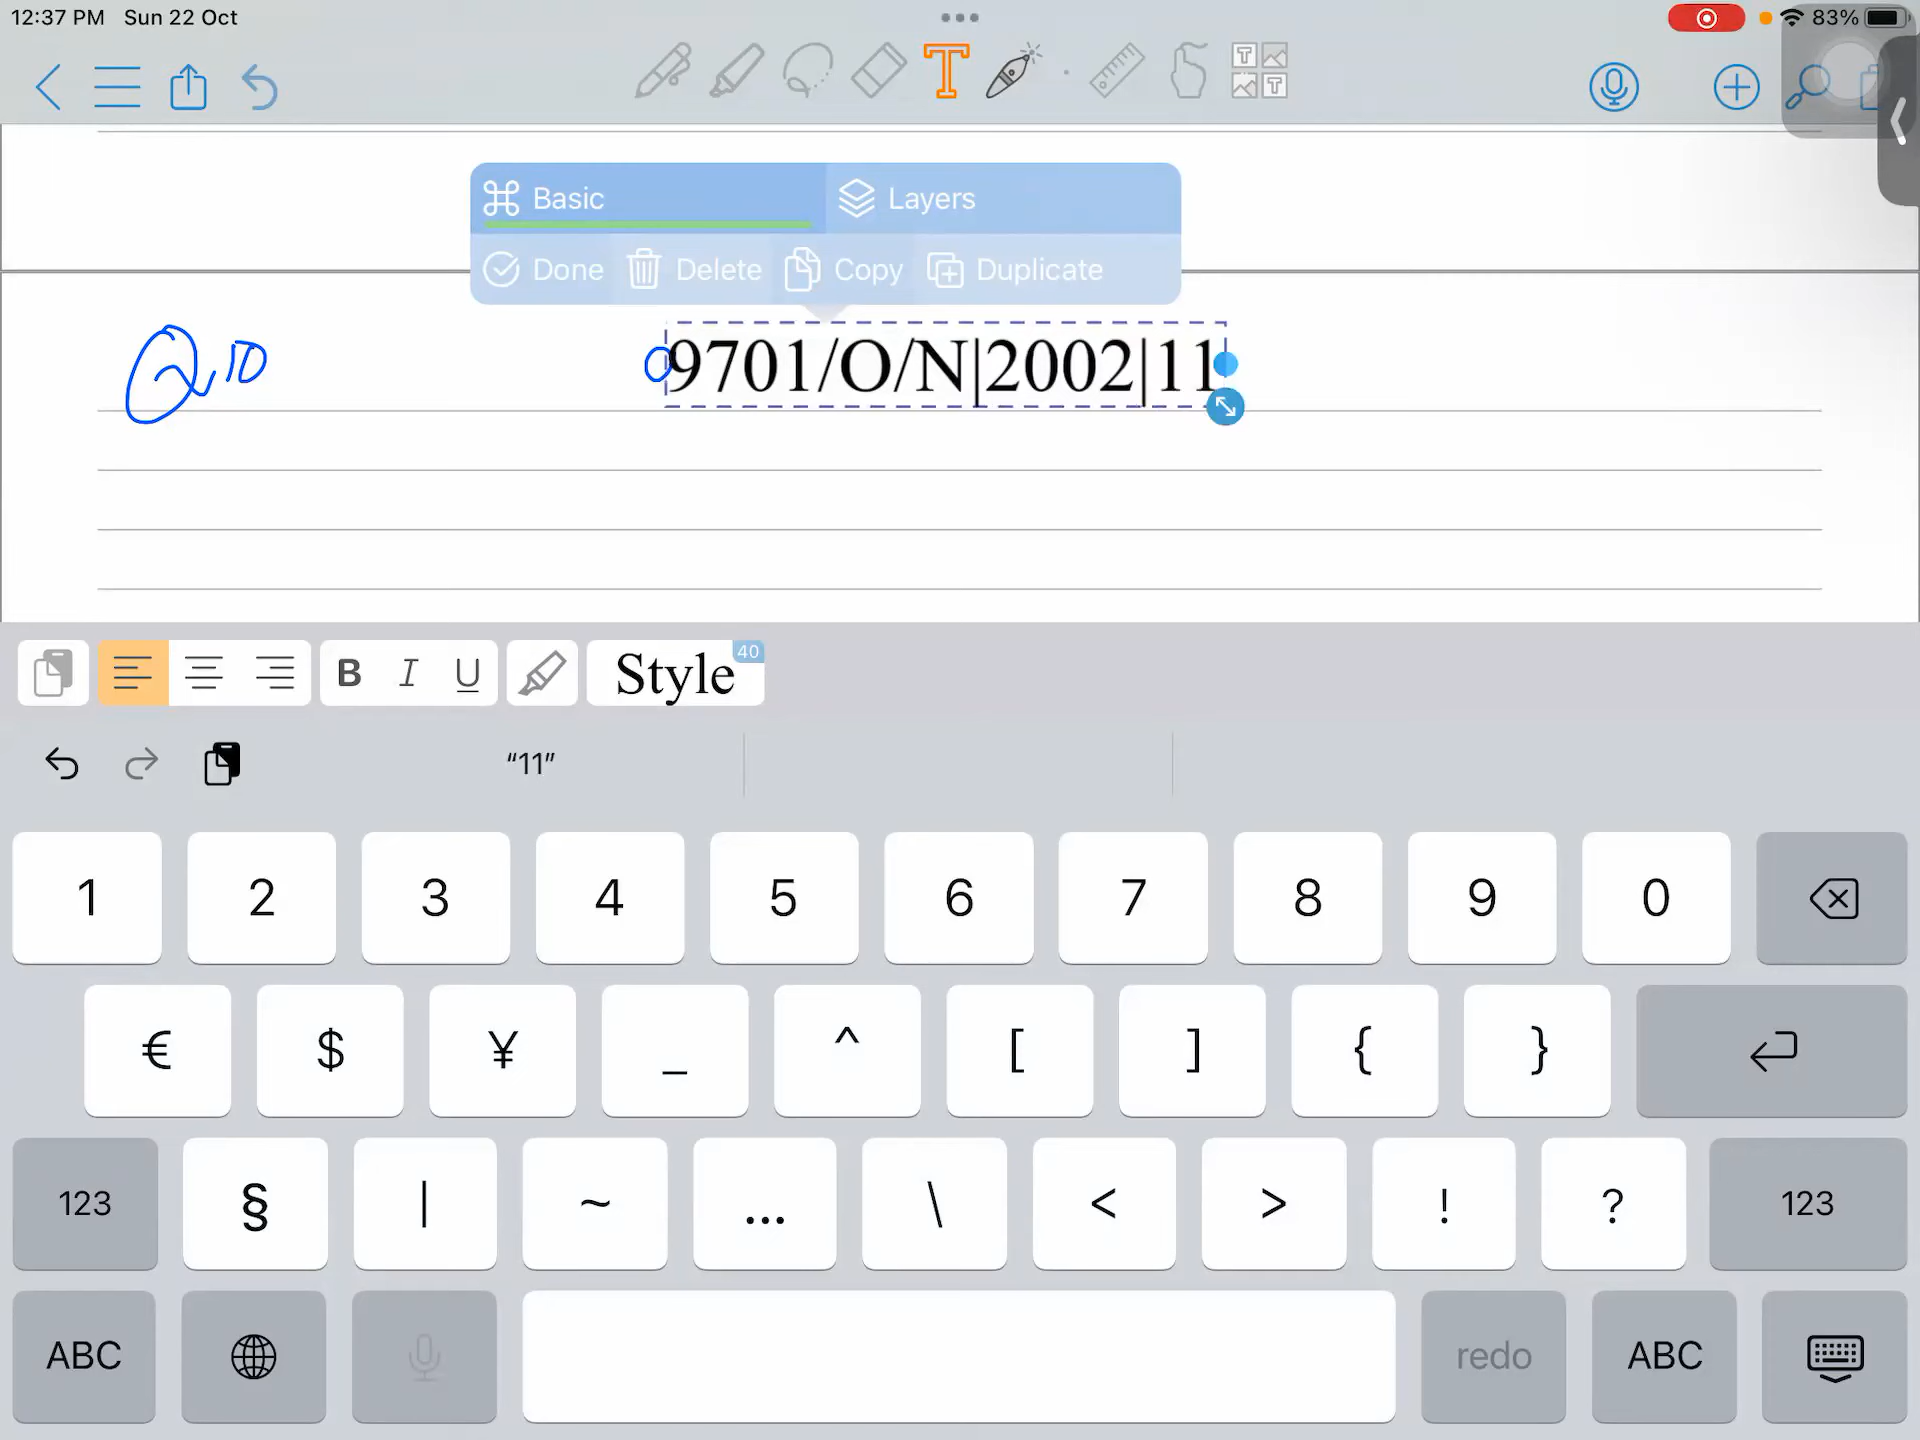 12:37 PM Sun 22 Oct
83%
Basic
Layers
Done
Delete
Copy
Duplicate
Q10
9701/O/N|2002|11
B I U
Style
40
“11”
1 2 3 4 5 6 7 8 9 0
€ $ ¥ _ ^ [ ] { }
123 § | ~ ... \ < > ! ? 123
ABC redo ABC